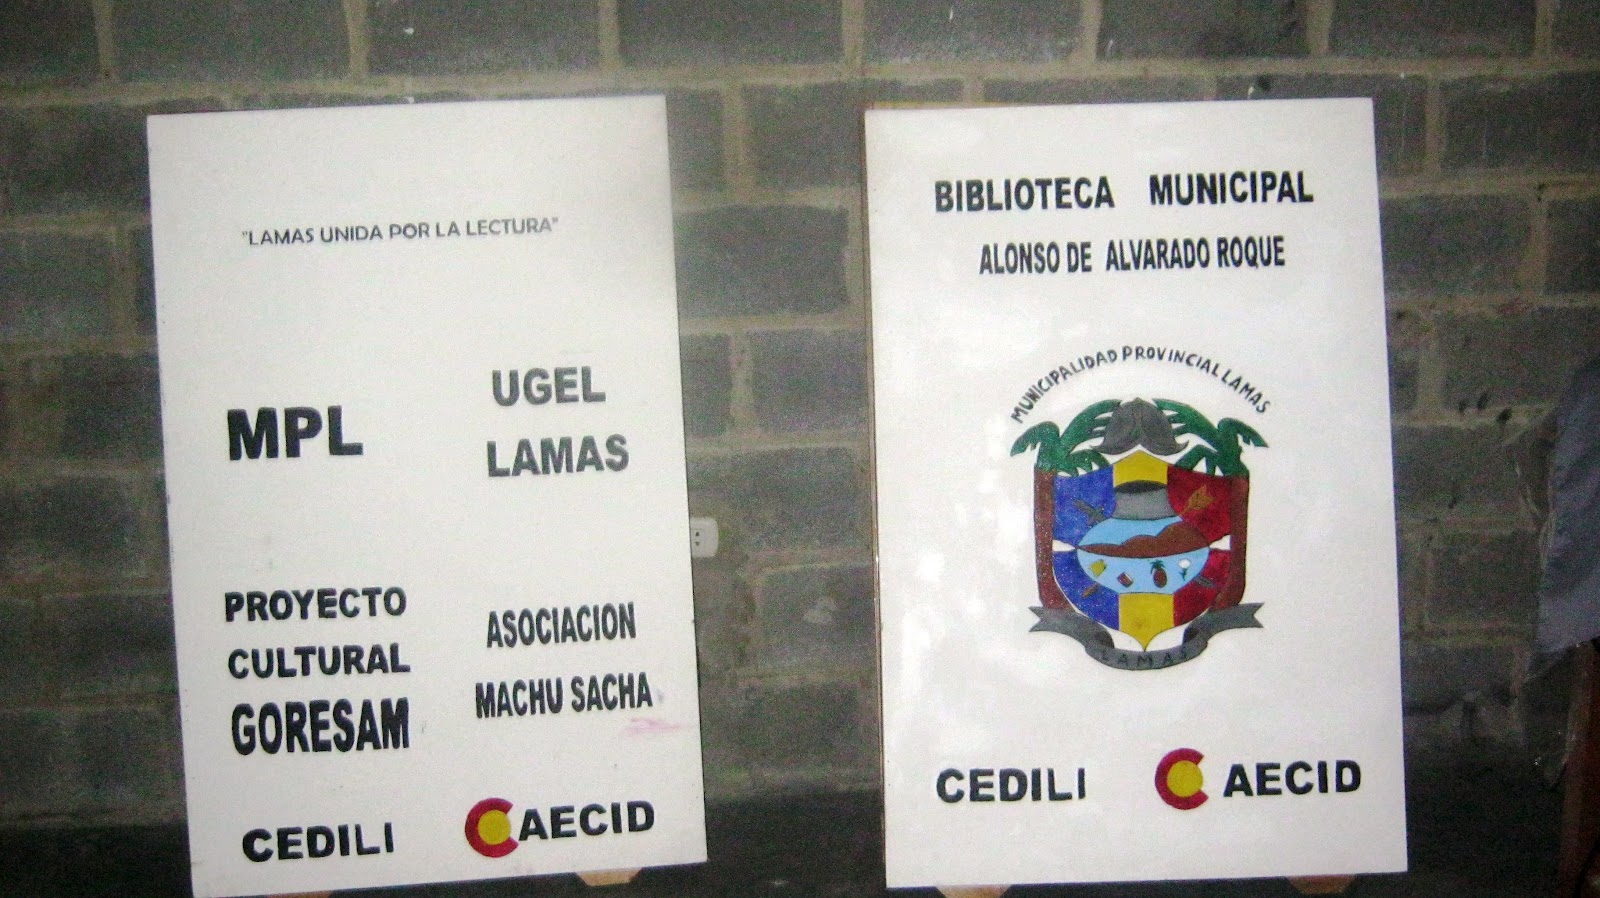 "LAMAS UNIDA POR LA LECTURA"
MPL
UGEL
LAMAS
PROYECTO
CULTURAL
GORESAM
ASOCIACION
MACHU SACHA
CEDILI
CAECID
BIBLIOTECA MUNICIPAL
ALONSO DE ALVARADO ROQUE
MUNICIPALIDAD PROVINCIAL LAMAS
LAMAS
CEDILI
C AECID